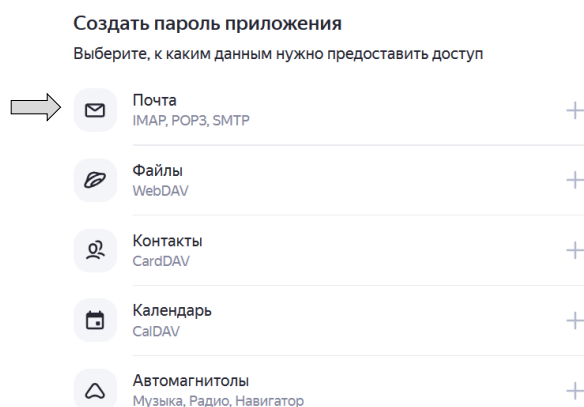 Создать пароль приложения
Выберите, к каким данным нужно предоставить доступ
Почта
IMAP, POP3, SMTP
Файлы
WebDAV
Контакты
CardDAV
Календарь
CalDAV
Автомагнитолы
Музыка, Радио, Навигатор